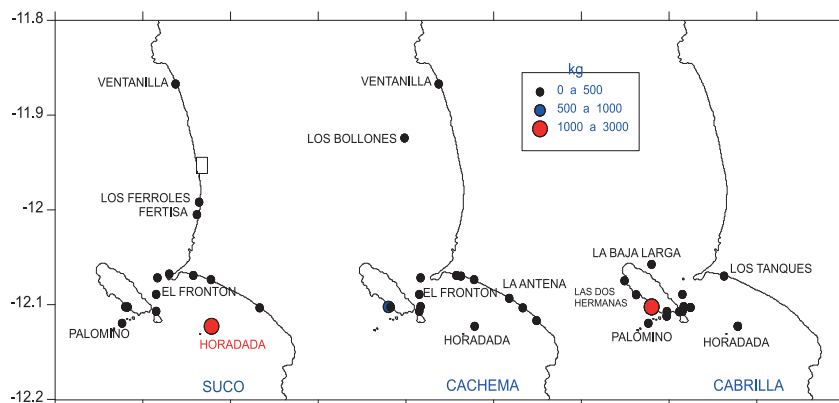 -11.8
-11.9
-12
-12.1
-12.2
VENTANILLA
LOS FERROLES
FERTISA
EL FRONTON
PALOMINO
HORADADA
SUCO
VENTANILLA
LOS BOLLONES
EL FRONTON
LA ANTENA
HORADADA
CACHEMA
kg
0 a 500
500 a 1000
1000 a 3000
LA BAJA LARGA
LOS TANQUES
LAS DOS
HERMANAS
PALOMINO
HORADADA
CABRILLA